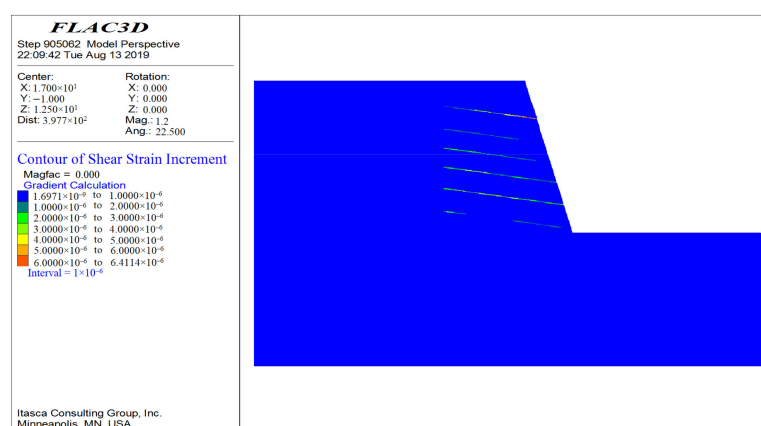 FLAC3D
Step 905062 Model Perspective
22:09:42 Tue Aug 13 2019
Center: Rotation:
X: 1.700×10¹ X: 0.000
Y: −1.000 Y: 0.000
Z: 1.250×10¹ Z: 0.000
Dist: 3.977×10² Mag.: 1.2
Ang.: 22.500
Contour of Shear Strain Increment
Magfac = 0.000
Gradient Calculation
1.6971×10⁻⁹ to 1.0000×10⁻⁶
1.0000×10⁻⁶ to 2.0000×10⁻⁶
2.0000×10⁻⁶ to 3.0000×10⁻⁶
3.0000×10⁻⁶ to 4.0000×10⁻⁶
4.0000×10⁻⁶ to 5.0000×10⁻⁶
5.0000×10⁻⁶ to 6.0000×10⁻⁶
6.0000×10⁻⁶ to 6.4114×10⁻⁶
Interval = 1×10⁻⁶
Itasca Consulting Group, Inc.
Minneapolis, MN USA